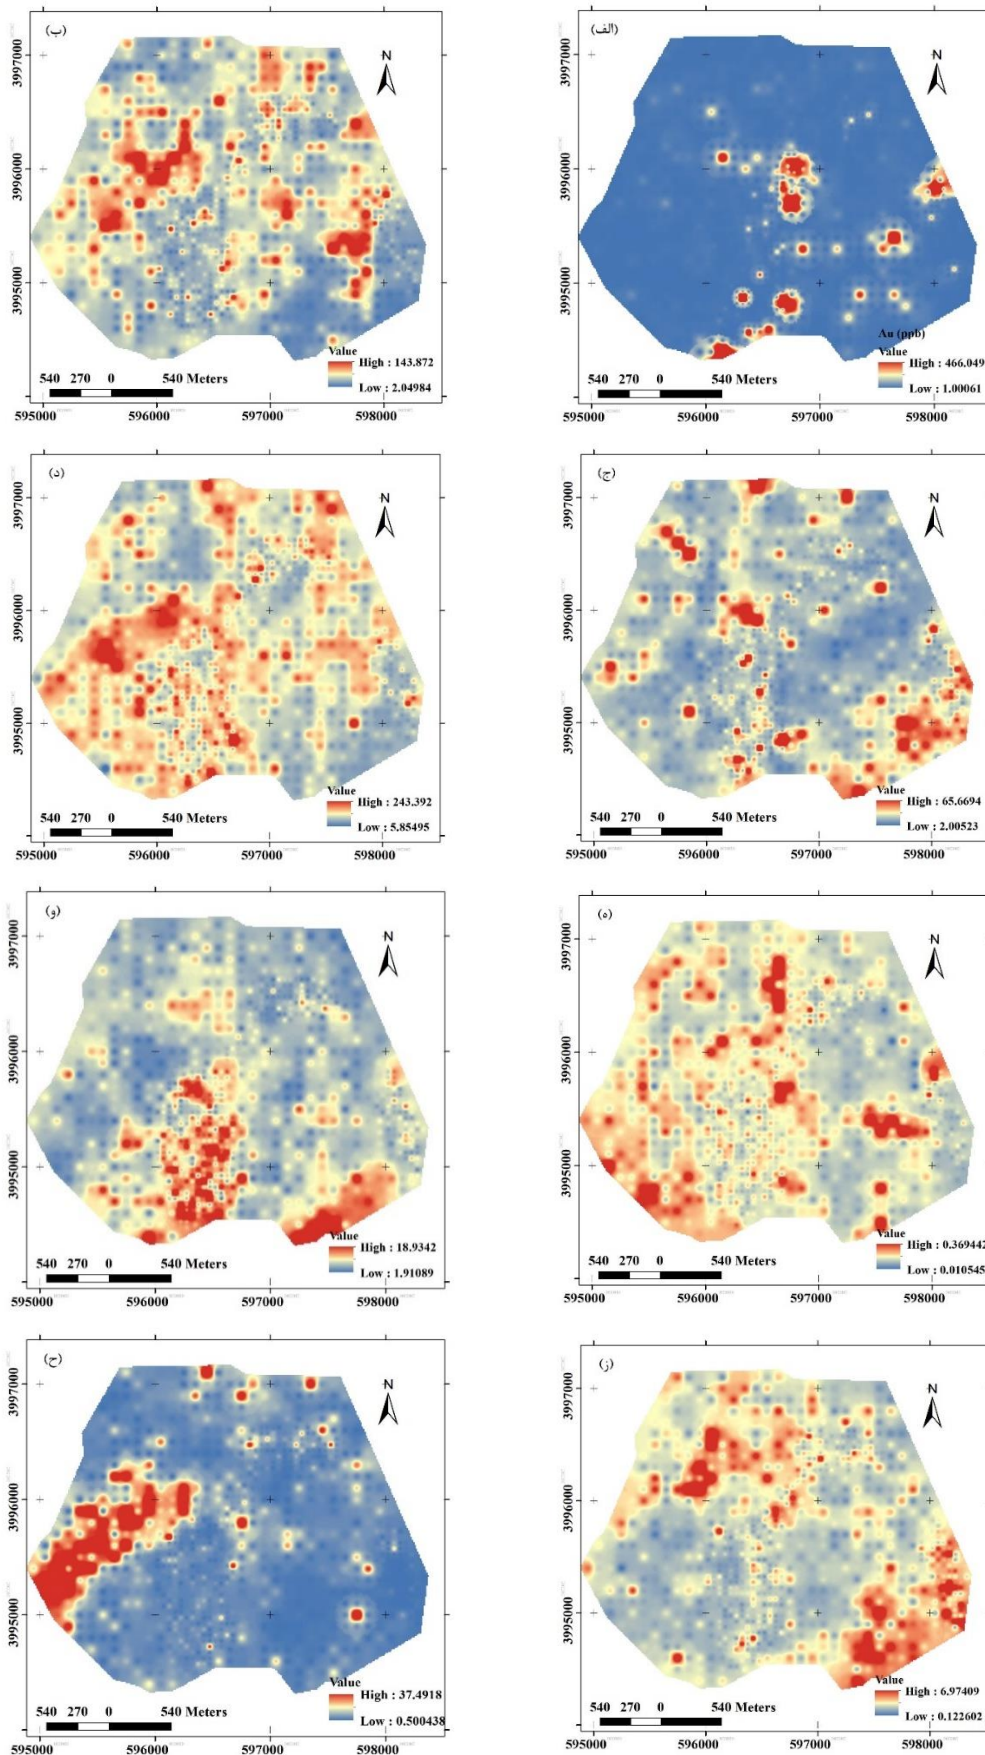 (الف)
N
3997000
3996000
3995000
Au (ppb)
Value
High : 466.049
Low : 1.00061
540 270 0 540 Meters
595000 596000 597000 598000
(ب)
N
3997000
3996000
3995000
Value
High : 143.872
Low : 2.04984
540 270 0 540 Meters
595000 596000 597000 598000
(ج)
N
3997000
3996000
3995000
Value
High : 65.6694
Low : 2.00523
540 270 0 540 Meters
595000 596000 597000 598000
(د)
N
3997000
3996000
3995000
Value
High : 243.392
Low : 5.85495
540 270 0 540 Meters
595000 596000 597000 598000
(ه)
N
3997000
3996000
3995000
Value
High : 0.369442
Low : 0.010545
540 270 0 540 Meters
595000 596000 597000 598000
(و)
N
3997000
3996000
3995000
Value
High : 18.9342
Low : 1.91089
540 270 0 540 Meters
595000 596000 597000 598000
(ز)
N
3997000
3996000
3995000
Value
High : 6.97409
Low : 0.122602
540 270 0 540 Meters
595000 596000 597000 598000
(ح)
N
3997000
3996000
3995000
Value
High : 37.4918
Low : 0.500438
540 270 0 540 Meters
595000 596000 597000 598000